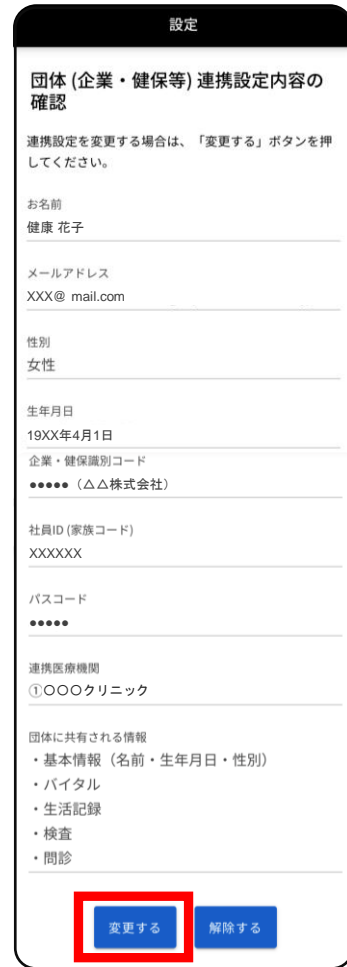 設定
団体 (企業・健保等) 連携設定内容の
確認
連携設定を変更する場合は、「変更する」ボタンを押
してください。
お名前
健康 花子
メールアドレス
XXX@ mail.com
性別
女性
生年月日
19XX年4月1日
企業・健保識別コード
●●●●●（△△株式会社）
社員ID (家族コード)
XXXXXX
パスコード
●●●●●
連携医療機関
①〇〇〇クリニック
団体に共有される情報
・基本情報（名前・生年月日・性別）
・バイタル
・生活記録
・検査
・問診
変更する 解除する